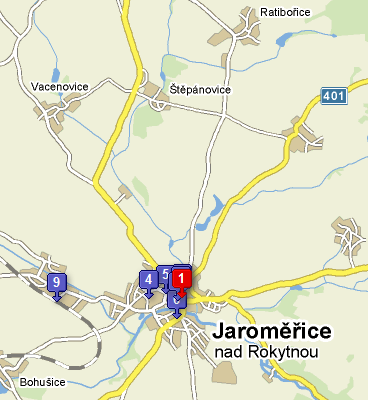 Ratibořice
Vacenovice
Štěpánovice
401
9
4
5
1
Jaroměřice
nad Rokytnou
Bohušice